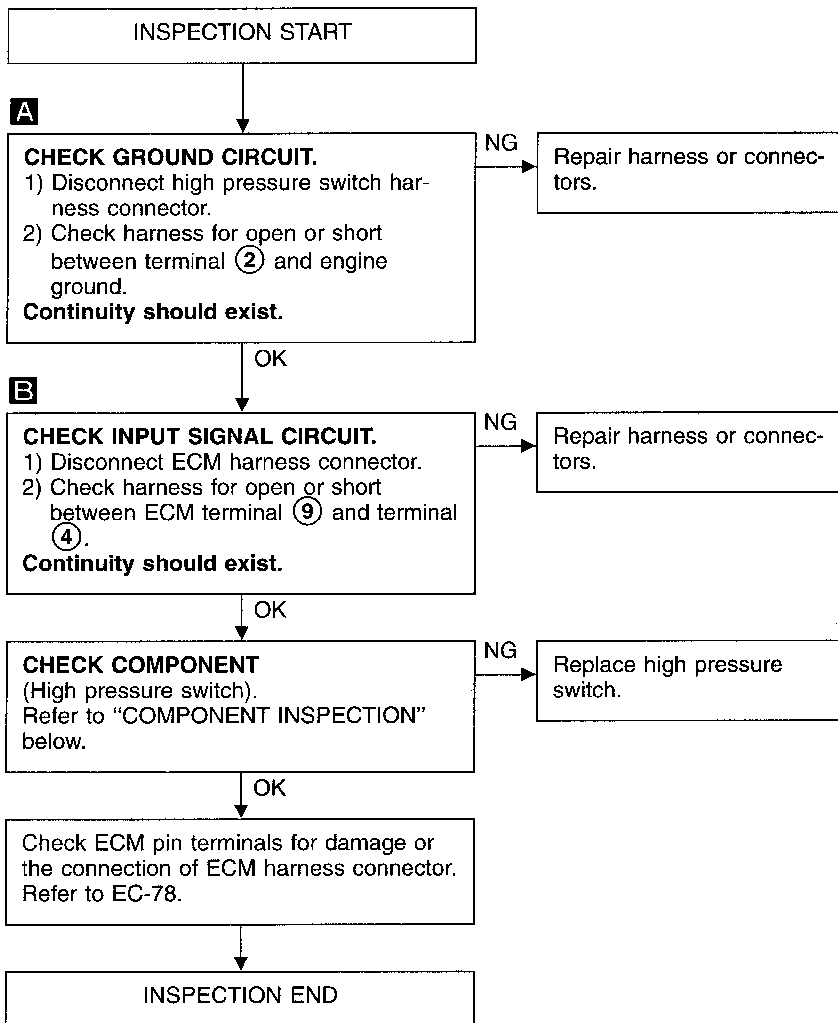 INSPECTION START
A
CHECK GROUND CIRCUIT.
1) Disconnect high pressure switch har-
ness connector.
2) Check harness for open or short
between terminal ② and engine
ground.
Continuity should exist.
NG
Repair harness or connec-
tors.
OK
B
CHECK INPUT SIGNAL CIRCUIT.
1) Disconnect ECM harness connector.
2) Check harness for open or short
between ECM terminal ⑨ and terminal
④.
Continuity should exist.
NG
Repair harness or connec-
tors.
OK
CHECK COMPONENT
(High pressure switch).
Refer to “COMPONENT INSPECTION”
below.
NG
Replace high pressure
switch.
OK
Check ECM pin terminals for damage or
the connection of ECM harness connector.
Refer to EC-78.
INSPECTION END